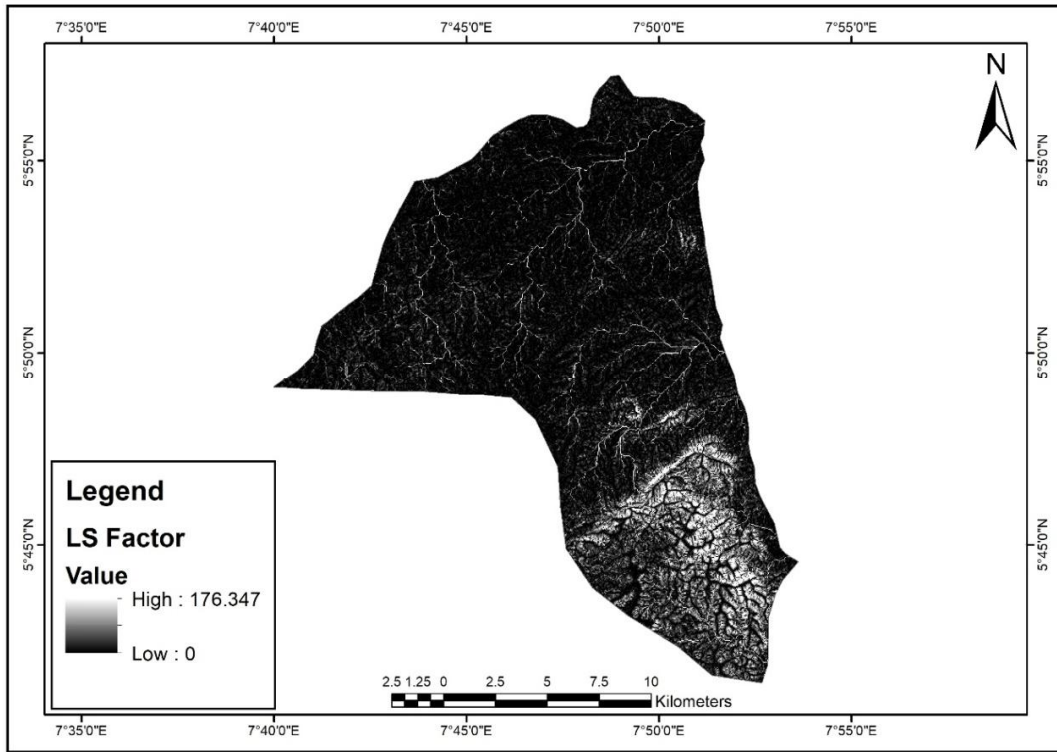 7°35'0"E 7°40'0"E 7°45'0"E 7°50'0"E 7°55'0"E
N
5°55'0"N 5°55'0"N
5°50'0"N 5°50'0"N
5°45'0"N 5°45'0"N
Legend
LS Factor
Value
High : 176.347
Low : 0
2.5 1.25 0 2.5 5 7.5 10
Kilometers
7°35'0"E 7°40'0"E 7°45'0"E 7°50'0"E 7°55'0"E